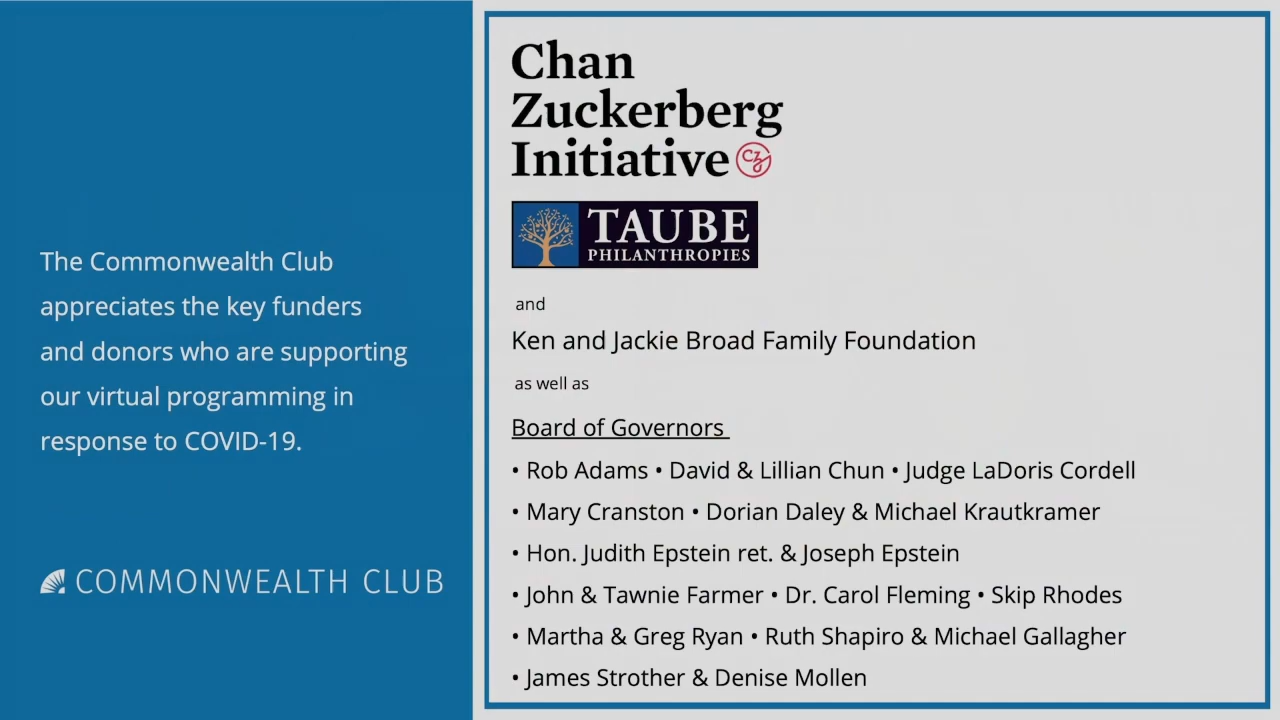 The Commonwealth Club
appreciates the key funders
and donors who are supporting
our virtual programming in
response to COVID-19.
COMMONWEALTH CLUB
Chan
Zuckerberg
Initiative CZI
TAUBE
PHILANTHROPIES
and
Ken and Jackie Broad Family Foundation
as well as
Board of Governors
• Rob Adams • David & Lillian Chun • Judge LaDoris Cordell
• Mary Cranston • Dorian Daley & Michael Krautkramer
• Hon. Judith Epstein ret. & Joseph Epstein
• John & Tawnie Farmer • Dr. Carol Fleming • Skip Rhodes
• Martha & Greg Ryan • Ruth Shapiro & Michael Gallagher
• James Strother & Denise Mollen